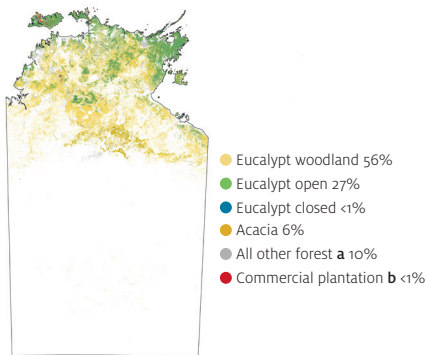 Eucalypt woodland 56%
Eucalypt open 27%
Eucalypt closed <1%
Acacia 6%
All other forest a 10%
Commercial plantation b <1%